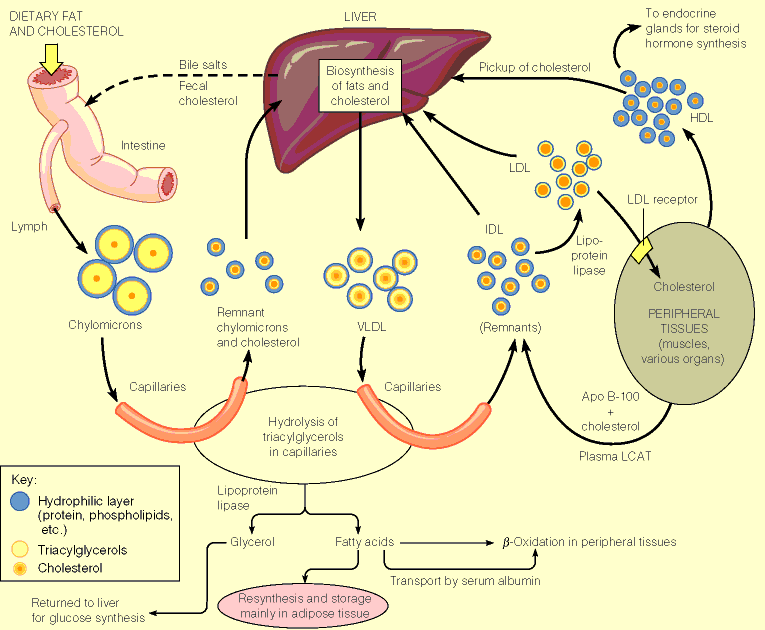 DIETARY FAT
AND CHOLESTEROL
LIVER
To endocrine
glands for steroid
hormone synthesis
Bile salts
Fecal
cholesterol
Biosynthesis
of fats and
cholesterol
Pickup of cholesterol
HDL
Intestine
LDL
LDL receptor
Lymph
IDL
Lipo-
protein
lipase
Cholesterol
PERIPHERAL
TISSUES
(muscles,
various organs)
Chylomicrons
Remnant
chylomicrons
and cholesterol
VLDL
(Remnants)
Capillaries
Capillaries
Apo B-100
+
cholesterol
Plasma LCAT
Hydrolysis of
triacylglycerols
in capillaries
Key:
Hydrophilic layer
(protein, phospholipids,
etc.)
Triacylglycerols
Cholesterol
Lipoprotein
lipase
Glycerol
Fatty acids
β-Oxidation in peripheral tissues
Transport by serum albumin
Returned to liver
for glucose synthesis
Resynthesis and storage
mainly in adipose tissue